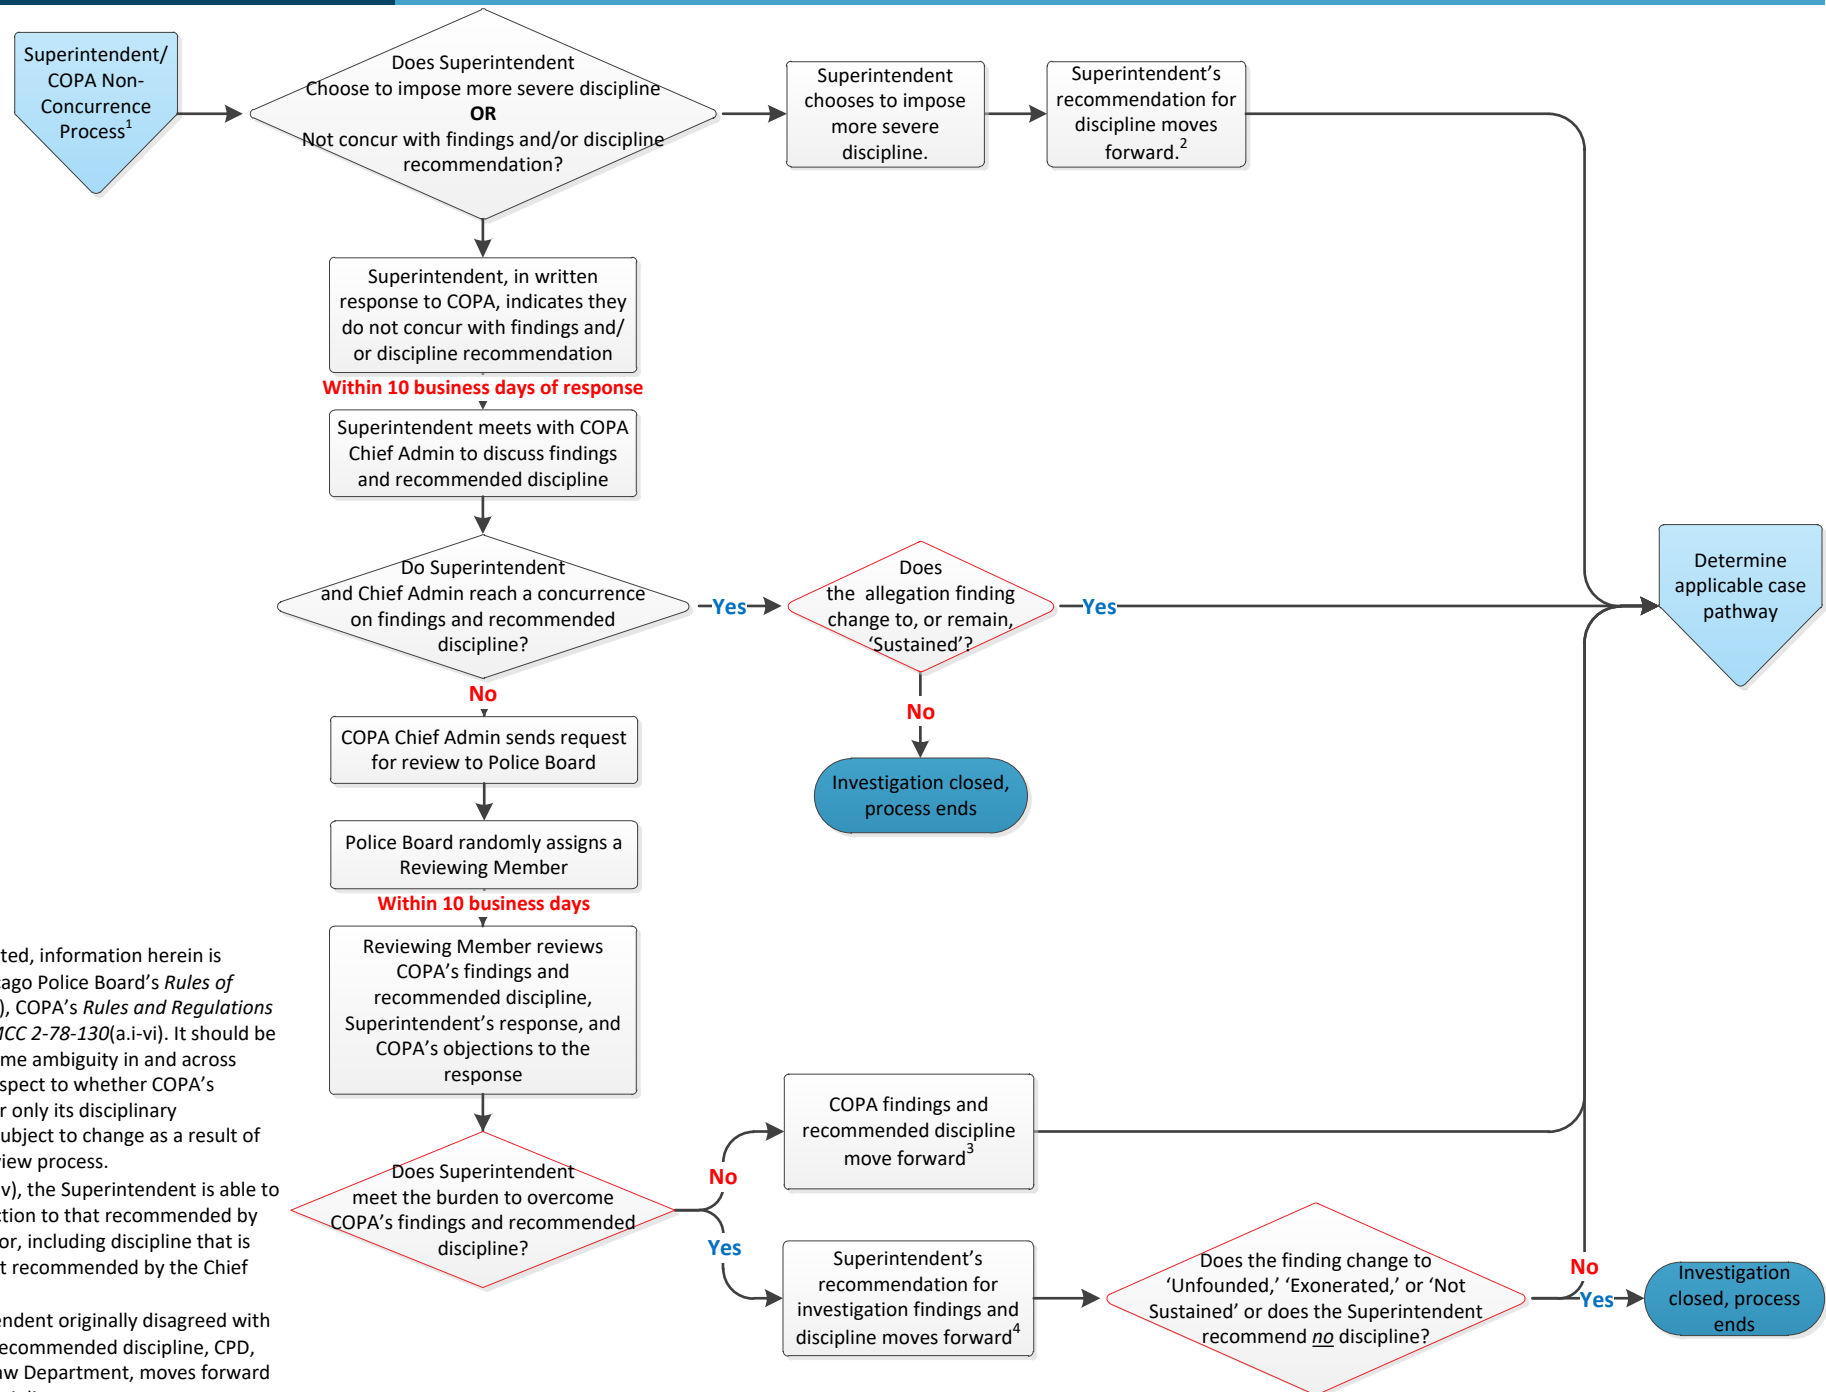 Superintendent/
COPA Non-
Concurrence
Process1
Does Superintendent
Choose to impose more severe discipline
OR
Not concur with findings and/or discipline
recommendation?
Superintendent
chooses to impose
more severe
discipline.
Superintendent's
recommendation for
discipline moves
forward.2
Superintendent, in written
response to COPA, indicates they
do not concur with findings and/
or discipline recommendation
Within 10 business days of response
Superintendent meets with COPA
Chief Admin to discuss findings
and recommended discipline
Do Superintendent
and Chief Admin reach a concurrence
on findings and recommended
discipline?
Yes
Does
the allegation finding
change to, or remain,
‘Sustained’?
Yes
Determine
applicable case
pathway
No
No
Investigation closed,
process ends
COPA Chief Admin sends request
for review to Police Board
Police Board randomly assigns a
Reviewing Member
Within 10 business days
Reviewing Member reviews
COPA’s findings and
recommended discipline,
Superintendent’s response, and
COPA’s objections to the
response
Does Superintendent
meet the burden to overcome
COPA’s findings and recommended
discipline?
No
COPA findings and
recommended discipline
move forward3
Yes
Superintendent’s
recommendation for
investigation findings and
discipline moves forward4
Does the finding change to
‘Unfounded,’ ‘Exonerated,’ or ‘Not
Sustained’ or does the Superintendent
recommend no discipline?
No
Yes
Investigation
closed, process
ends
ted, information herein is
cago Police Board’s Rules of
), COPA’s Rules and Regulations
MCC 2-78-130(a.i-vi). It should be
me ambiguity in and across
spect to whether COPA’s
r only its disciplinary
subject to change as a result of
view process.
v), the Superintendent is able to
ction to that recommended by
or, including discipline that is
t recommended by the Chief
endent originally disagreed with
recommended discipline, CPD,
aw Department, moves forward